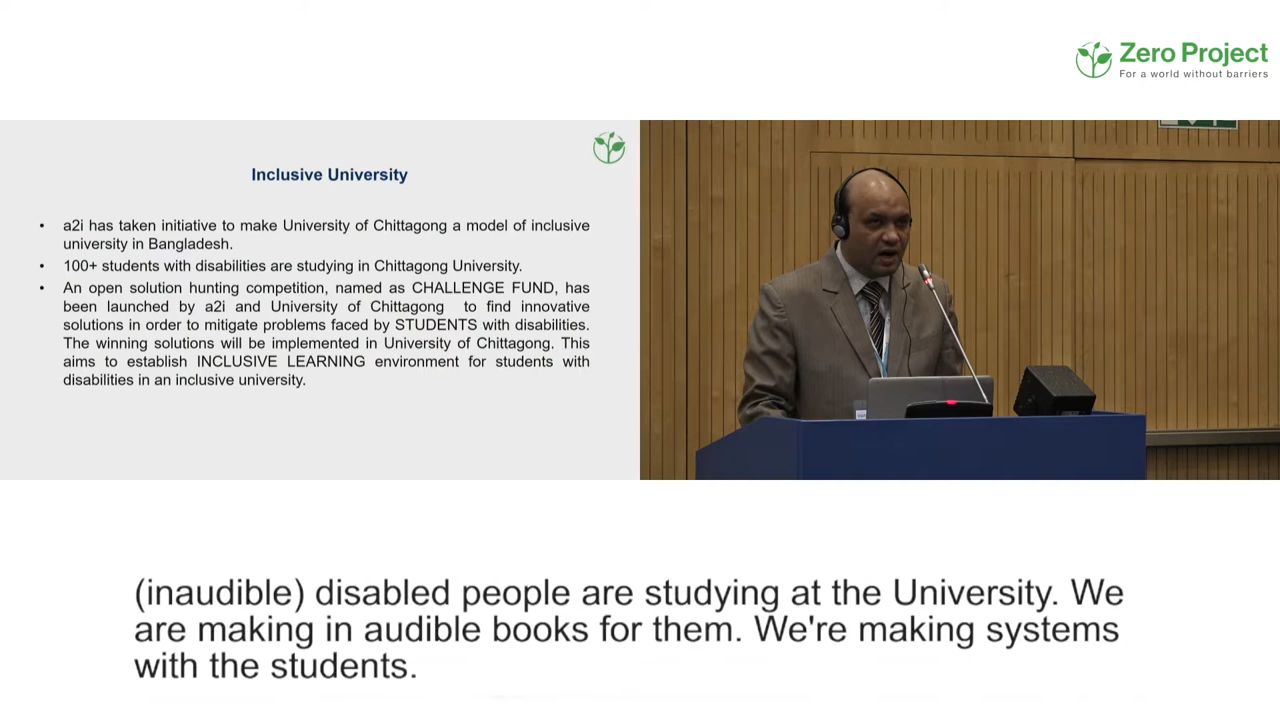 Zero Project
For a world without barriers
Inclusive University
• a2i has taken initiative to make University of Chittagong a model of inclusive
university in Bangladesh.
• 100+ students with disabilities are studying in Chittagong University.
• An open solution hunting competition, named as CHALLENGE FUND, has
been launched by a2i and University of Chittagong to find innovative
solutions in order to mitigate problems faced by STUDENTS with disabilities.
The winning solutions will be implemented in University of Chittagong. This
aims to establish INCLUSIVE LEARNING environment for students with
disabilities in an inclusive university.
(inaudible) disabled people are studying at the University. We
are making in audible books for them. We're making systems
with the students.